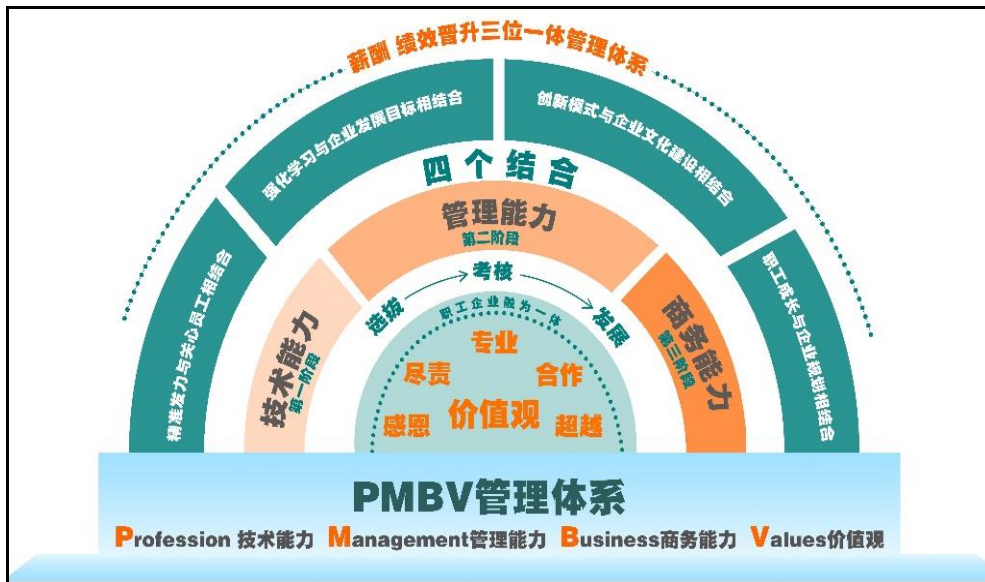 薪酬 绩效晋升三位一体管理体系
精准发力与关心员工相结合
强化学习与企业发展目标相结合
创新模式与企业文化建设相结合
职工成长与企业规划相结合
四个结合
技术能力
第一阶段
管理能力
第二阶段
商务能力
第三阶段
选拔
考核
发展
职工企业融为一体
专业
尽责
合作
感恩
价值观
超越
PMBV管理体系
Profession 技术能力 Management管理能力 Business商务能力 Values价值观